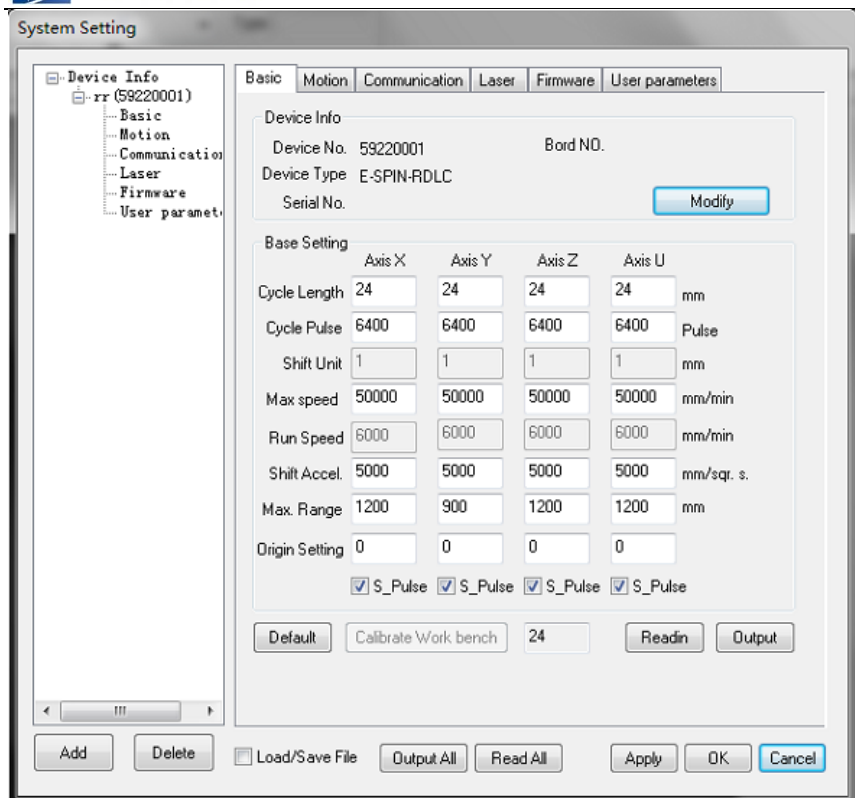 System Setting
Device Info
rr (59220001)
Basic
Motion
Communication
Laser
Firmware
User paramet
Basic Motion Communication Laser Firmware User parameters
Device Info
Device No. 59220001 Bord NO.
Device Type E-SPIN-RDLC
Serial No. Modify
Base Setting
Axis X Axis Y Axis Z Axis U
Cycle Length 24 24 24 24 mm
Cycle Pulse 6400 6400 6400 6400 Pulse
Shift Unit 1 1 1 1 mm
Max speed 50000 50000 50000 50000 mm/min
Run Speed 6000 6000 6000 6000 mm/min
Shift Accel. 5000 5000 5000 5000 mm/sqr. s.
Max. Range 1200 900 1200 1200 mm
Origin Setting 0 0 0 0
S_Pulse S_Pulse S_Pulse S_Pulse
Default Calibrate Work bench 24 Readin Output
Add Delete Load/Save File Output All Read All Apply OK Cancel